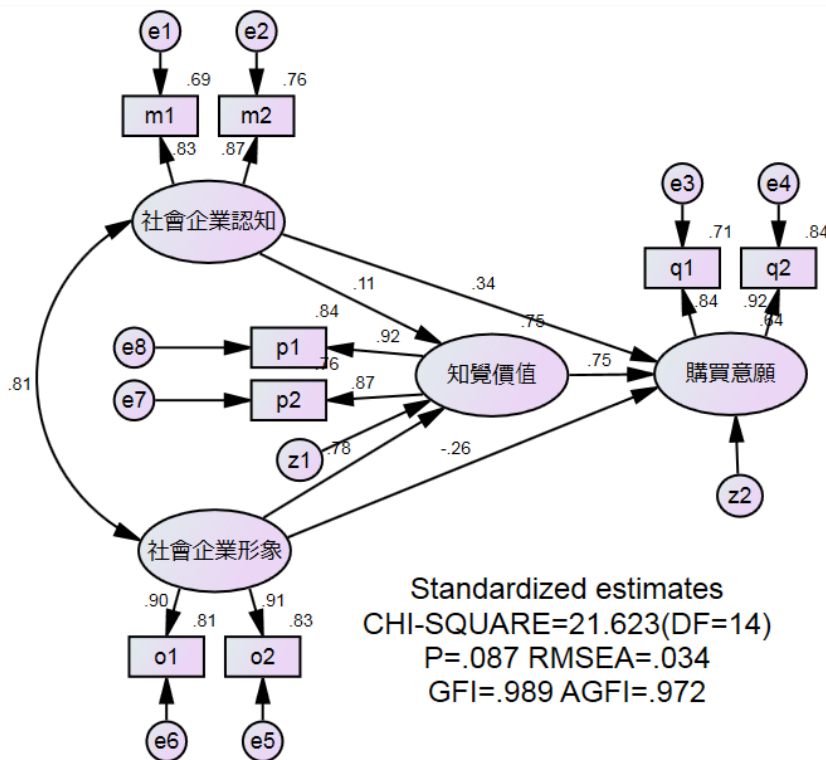 e1 e2
.69 .76
m1 m2
.83 .87
社會企業認知
e3 e4
.71 .84
q1 q2
.84 .92
.64
.34
.11
.84 .75
e8 p1 .92
.76 知覺價值 .75 購買意願
e7 p2 .87
.81
z1 .78 -.26
z2
社會企業形象
.90 .91
.81 .83
o1 o2
e6 e5
Standardized estimates
CHI-SQUARE=21.623(DF=14)
P=.087 RMSEA=.034
GFI=.989 AGFI=.972